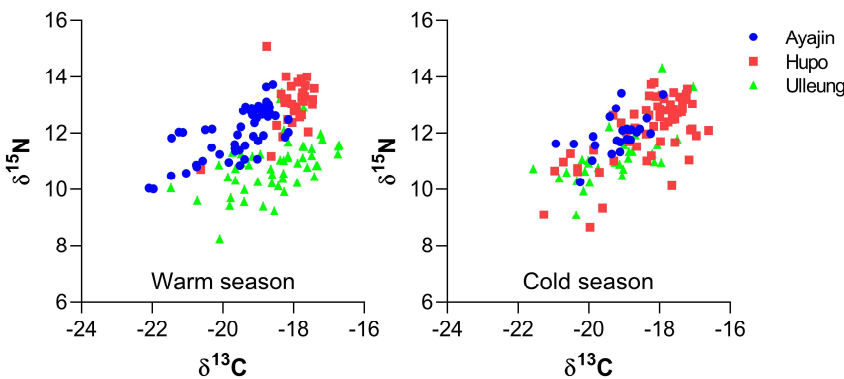 16
14
12
10
8
6
δ15N
Warm season
-24
-22
-20
-18
-16
δ13C
16
14
12
10
8
6
δ15N
Cold season
-24
-22
-20
-18
-16
δ13C
Ayajin
Hupo
Ulleung